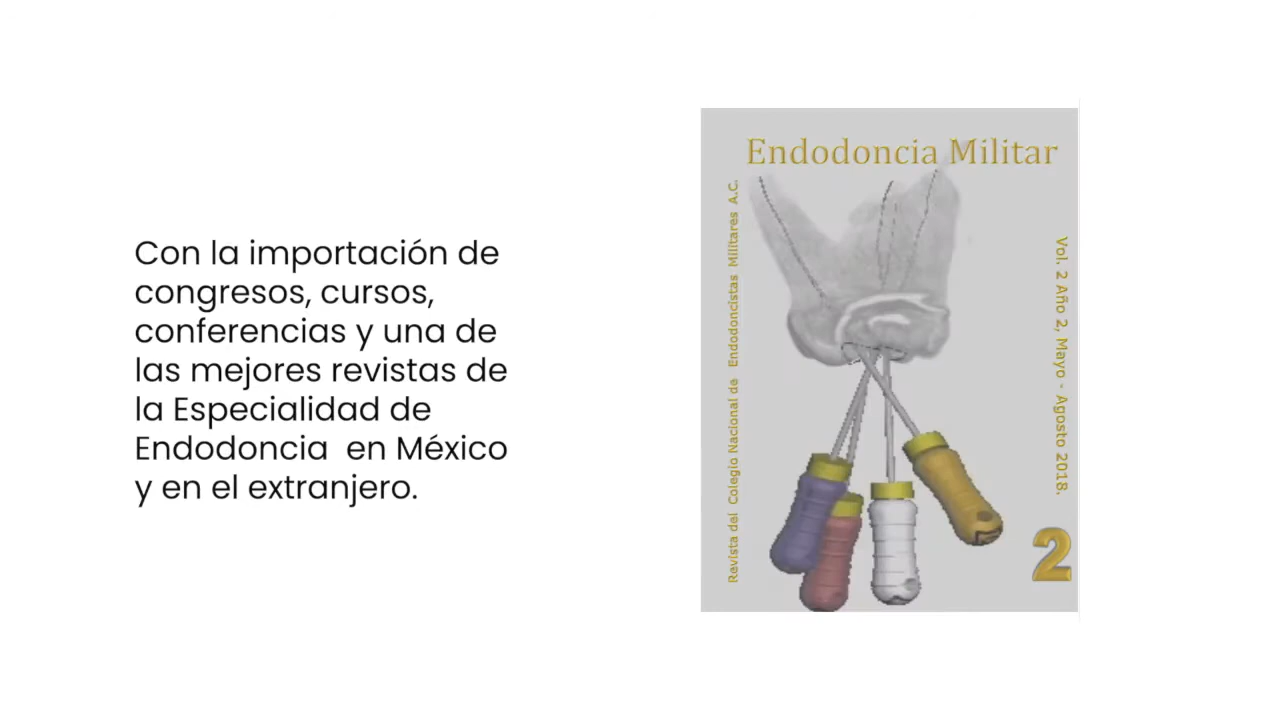 Con la importación de
congresos, cursos,
conferencias y una de
las mejores revistas de
la Especialidad de
Endodoncia  en México
y en el extranjero.
Endodoncia Militar
Revista del Colegio Nacional de Endodoncistas Militares A.C.
Vol. 2 Año 2, Mayo - Agosto 2018.
2